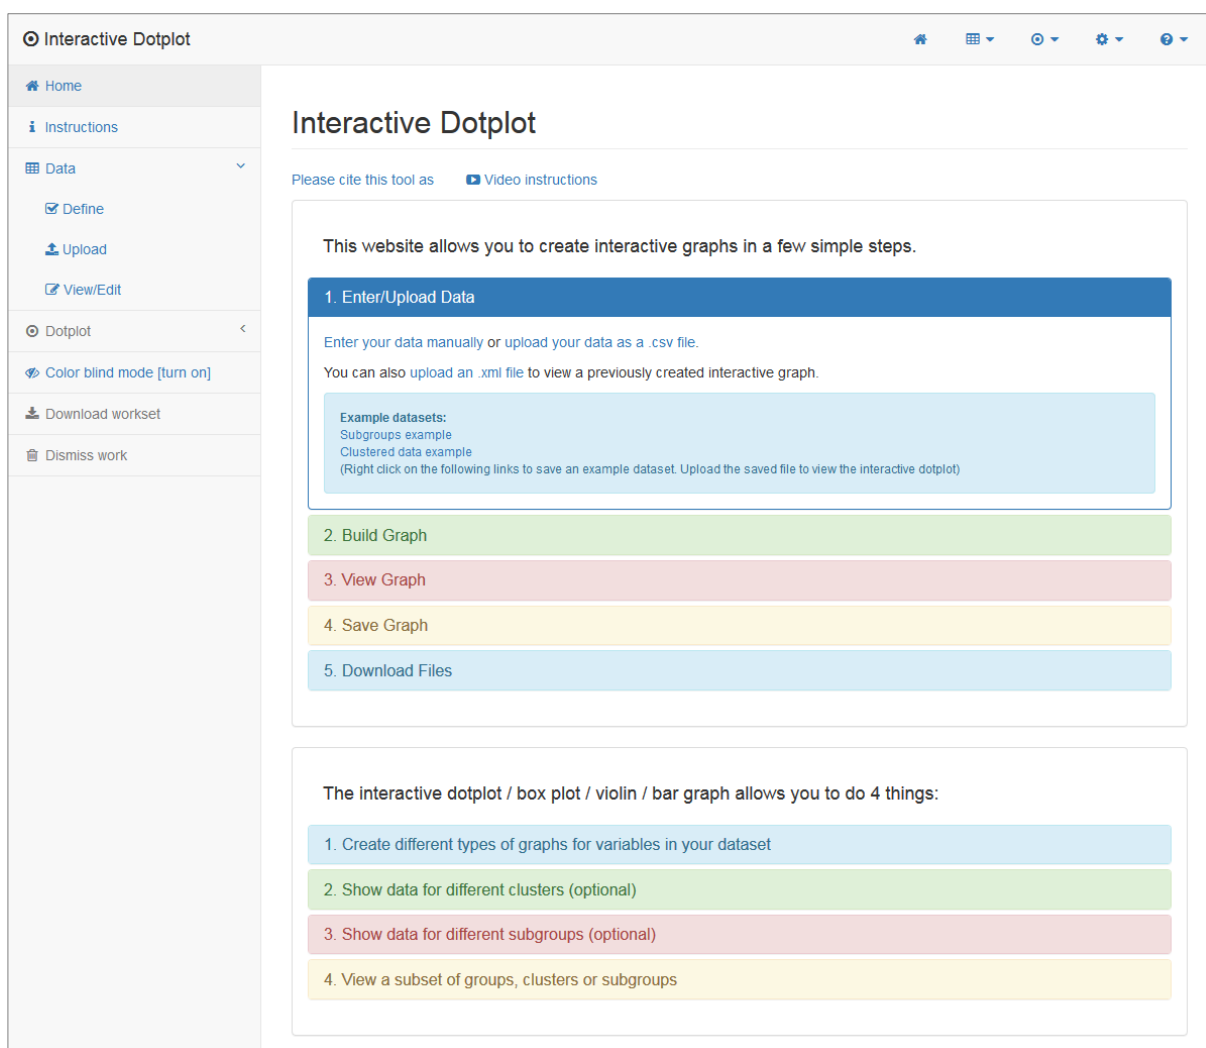 Interactive Dotplot
Home
Instructions
Data
Define
Upload
View/Edit
Dotplot
Color blind mode [turn on]
Download workset
Dismiss work
Interactive Dotplot
Please cite this tool as Video instructions
This website allows you to create interactive graphs in a few simple steps.
1. Enter/Upload Data
Enter your data manually or upload your data as a .csv file.
You can also upload an .xml file to view a previously created interactive graph.
Example datasets:
Subgroups example
Clustered data example
(Right click on the following links to save an example dataset. Upload the saved file to view the interactive dotplot)
2. Build Graph
3. View Graph
4. Save Graph
5. Download Files
The interactive dotplot / box plot / violin / bar graph allows you to do 4 things:
1. Create different types of graphs for variables in your dataset
2. Show data for different clusters (optional)
3. Show data for different subgroups (optional)
4. View a subset of groups, clusters or subgroups